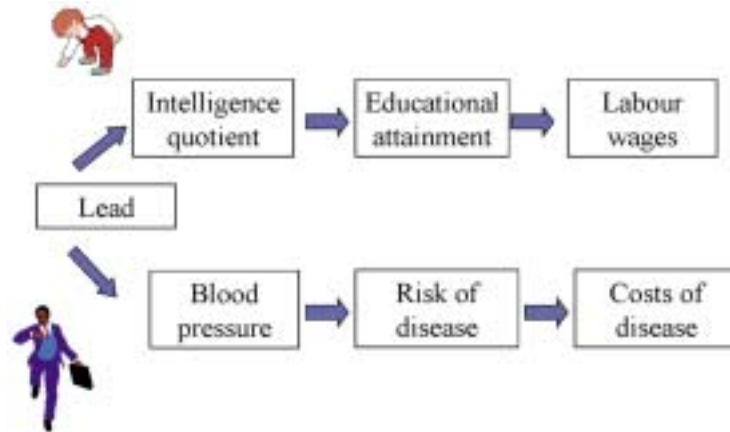 Intelligence
quotient
Educational
attainment
Labour
wages
Lead
Blood
pressure
Risk of
disease
Costs of
disease